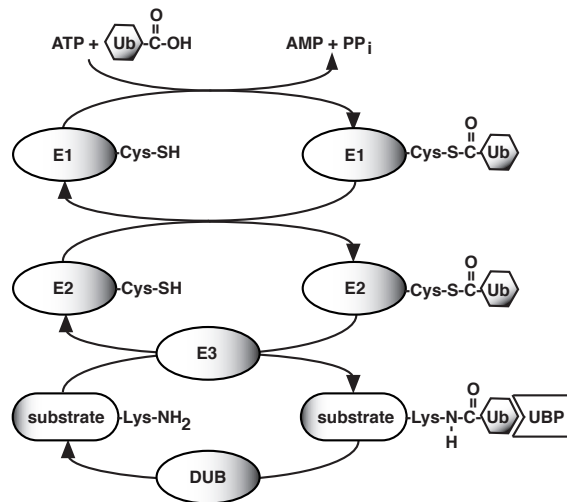 O
ATP + Ub -C-OH AMP + PPi
O
E1 -Cys-SH E1 -Cys-S-C- Ub
O
E2 -Cys-SH E2 -Cys-S-C- Ub
E3
O
substrate -Lys-NH2 substrate -Lys-N-C- Ub UBP
H
DUB